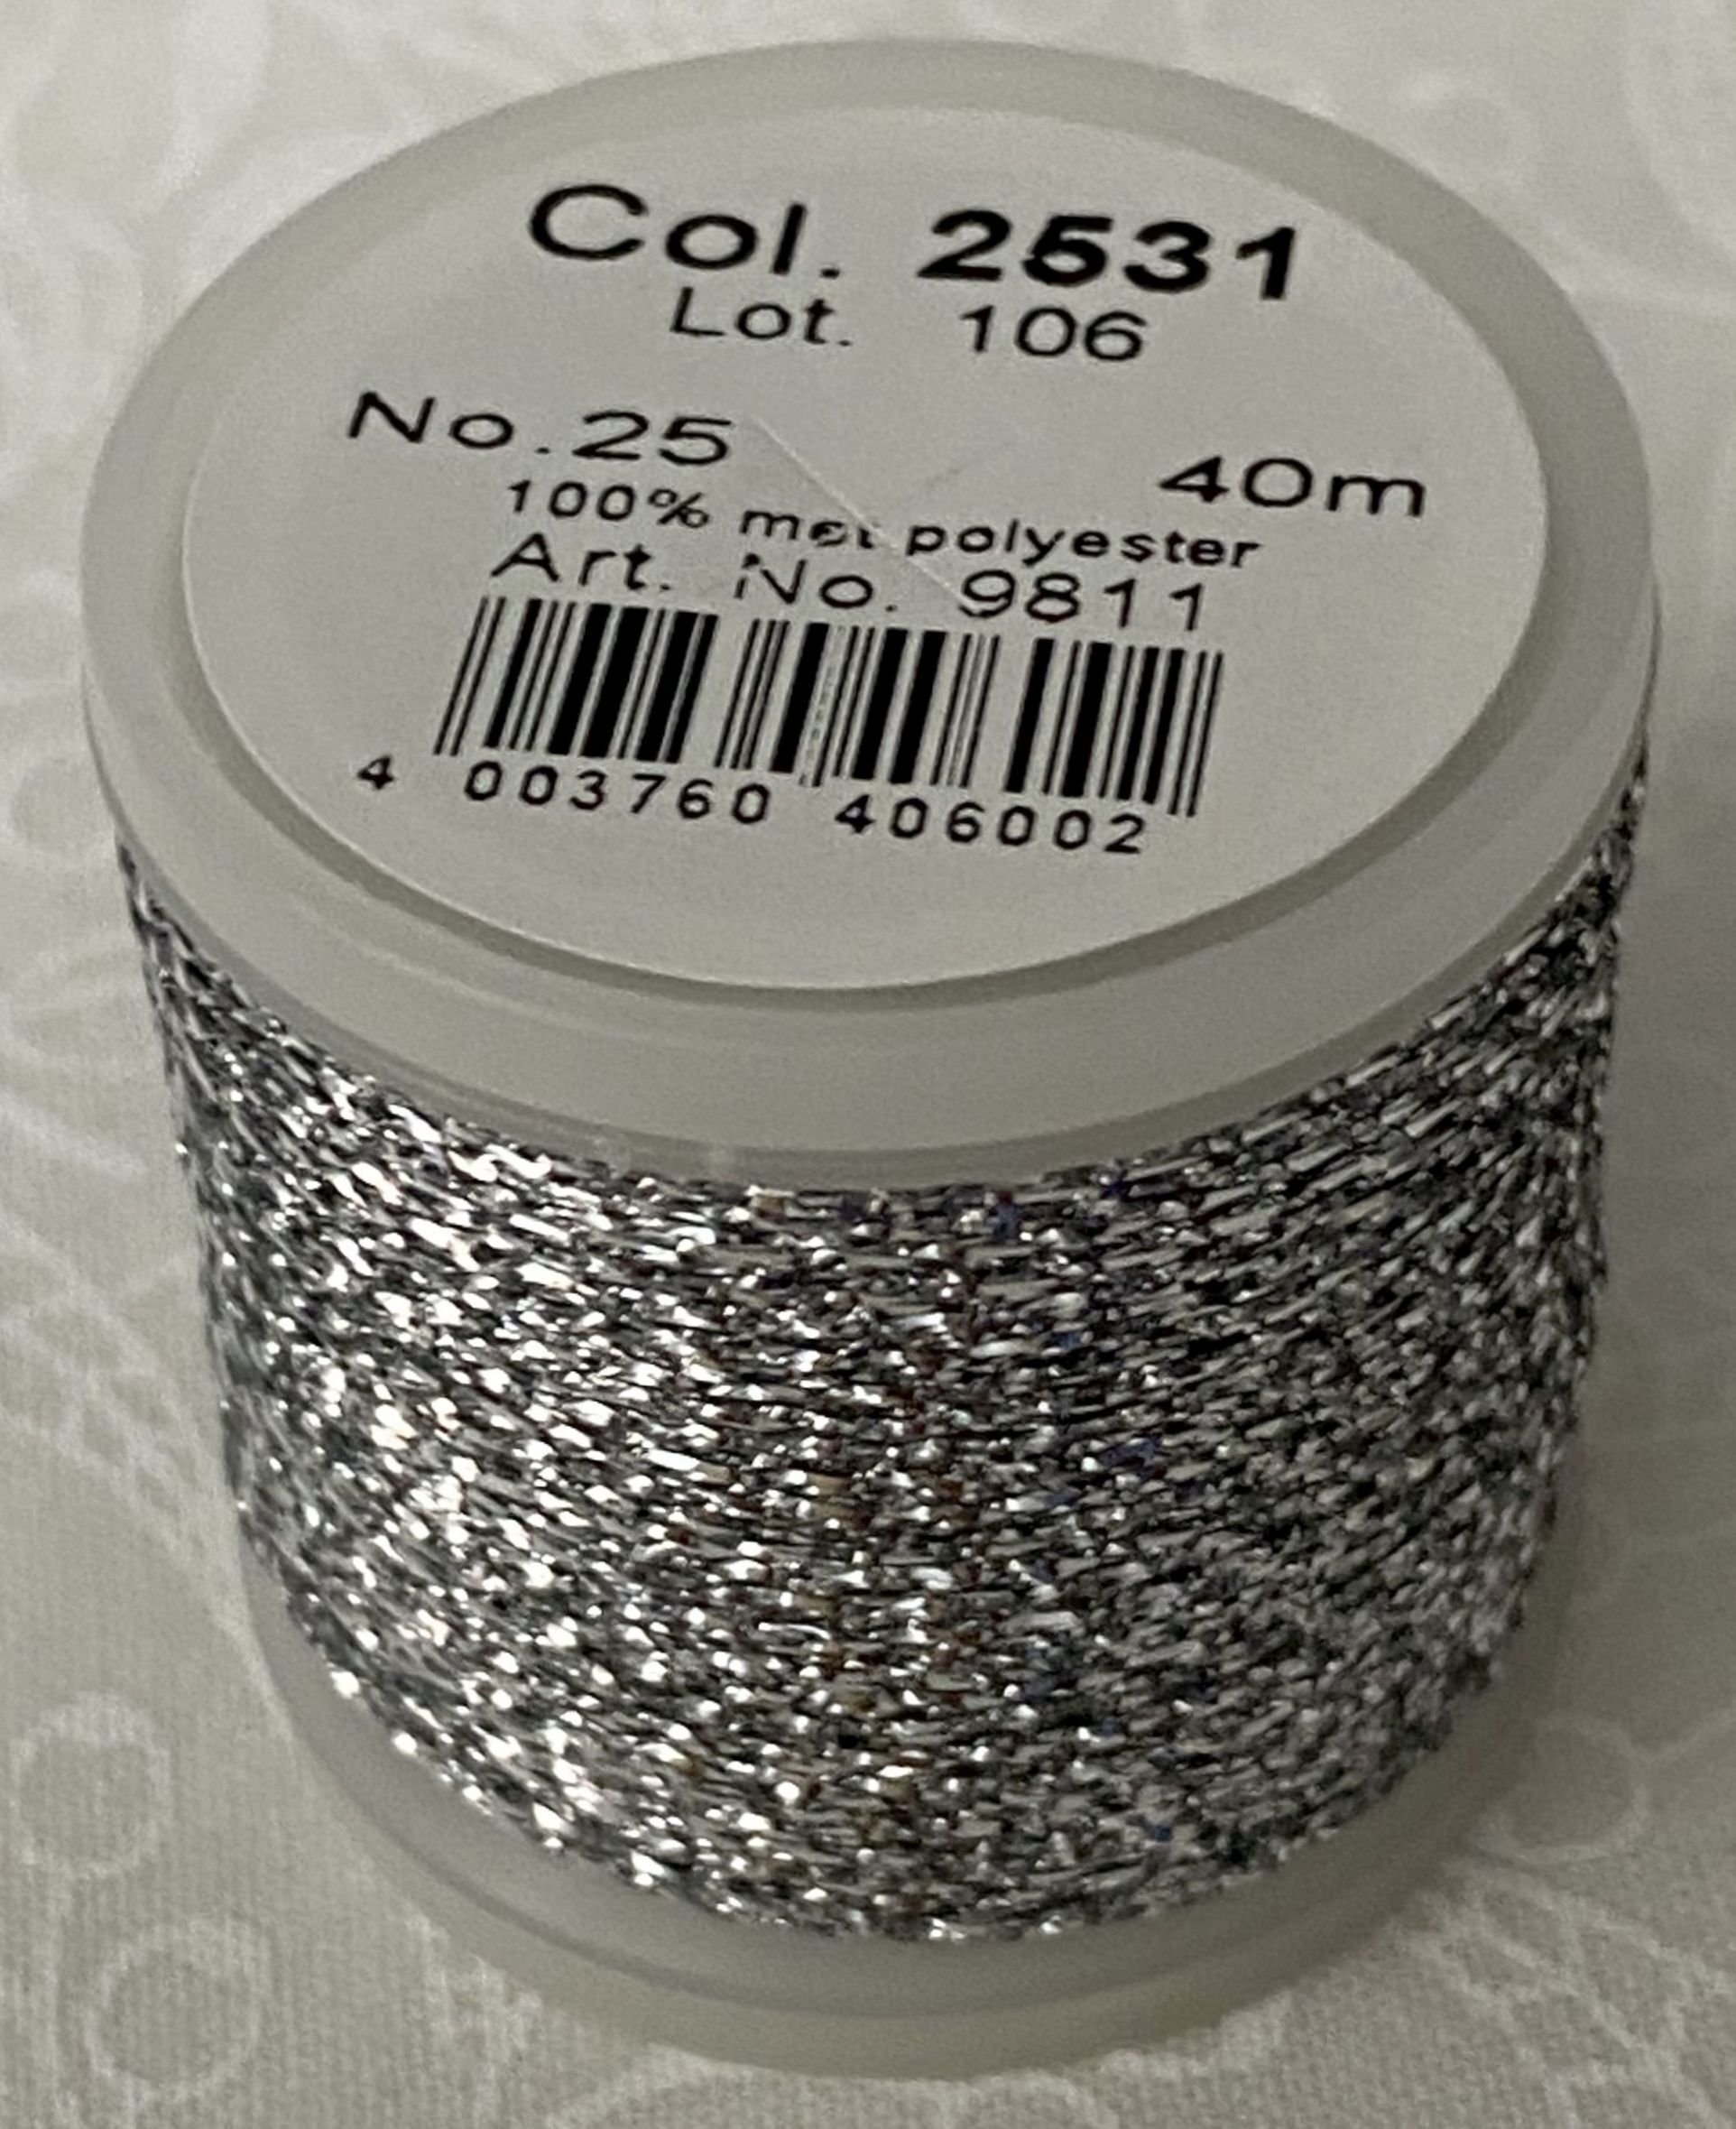 Col. 2531
Lot. 106
No.25 40m
100% met polyester
Art. No. 9811
4 003760 406002